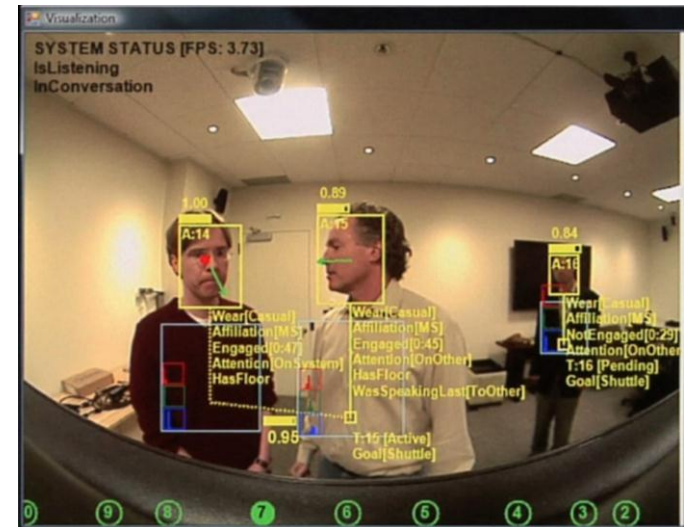 Visualization
SYSTEM STATUS [FPS: 3.73]
IsListening
InConversation
1.00
A:14
Wear[Casual]
Affiliation[MS]
Engaged[0:47]
Attention[OnSystem]
HasFloor
0.89
A:15
Wear[Casual]
Affiliation[MS]
Engaged[0:45]
Attention[OnOther]
HasFloor
WasSpeakingLast[ToOther]
0.95
T:15 [Active]
Goal[Shuttle]
0.84
A:16
Wear[Casual]
Affiliation[MS]
NotEngaged[0:29]
Attention[OnOther
T:16 [Pending]
Goal[Shuttle]
0 9 8 7 6 5 4 3 2